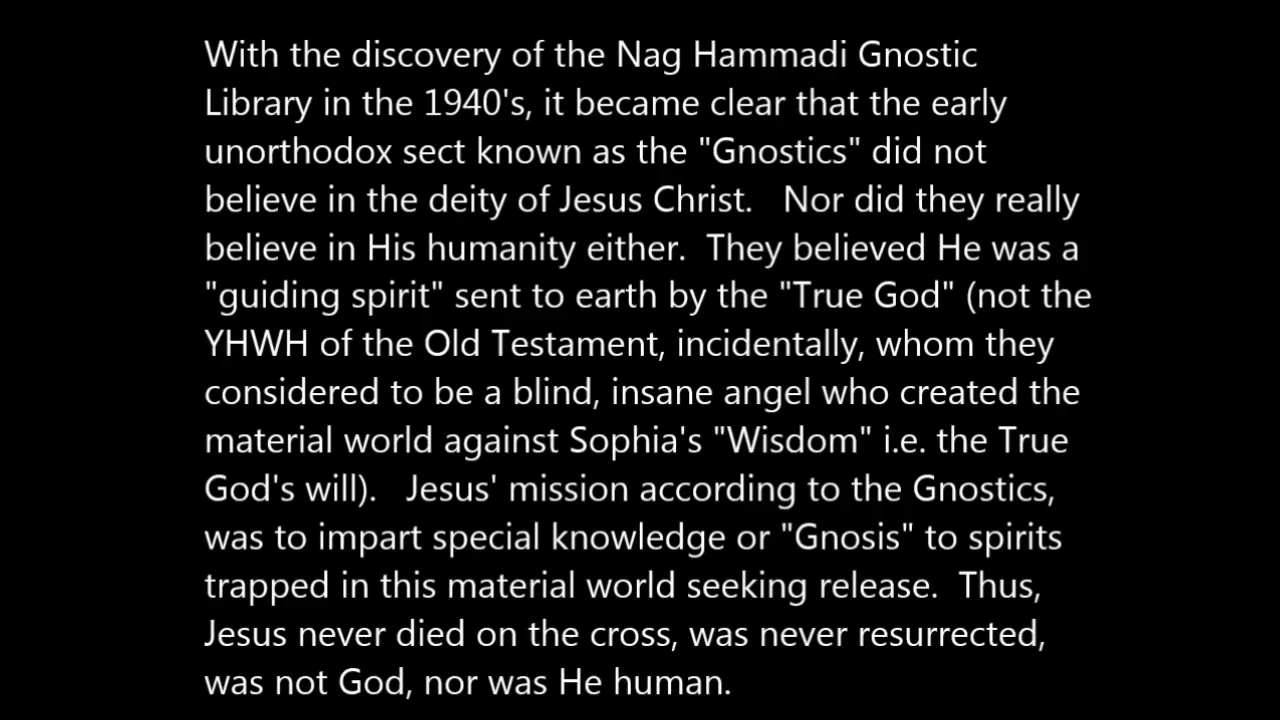 With the discovery of the Nag Hammadi Gnostic
Library in the 1940's, it became clear that the early
unorthodox sect known as the "Gnostics" did not
believe in the deity of Jesus Christ.   Nor did they really
believe in His humanity either.  They believed He was a
"guiding spirit" sent to earth by the "True God" (not the
YHWH of the Old Testament, incidentally, whom they
considered to be a blind, insane angel who created the
material world against Sophia's "Wisdom" i.e. the True
God's will).   Jesus' mission according to the Gnostics,
was to impart special knowledge or "Gnosis" to spirits
trapped in this material world seeking release.  Thus,
Jesus never died on the cross, was never resurrected,
was not God, nor was He human.